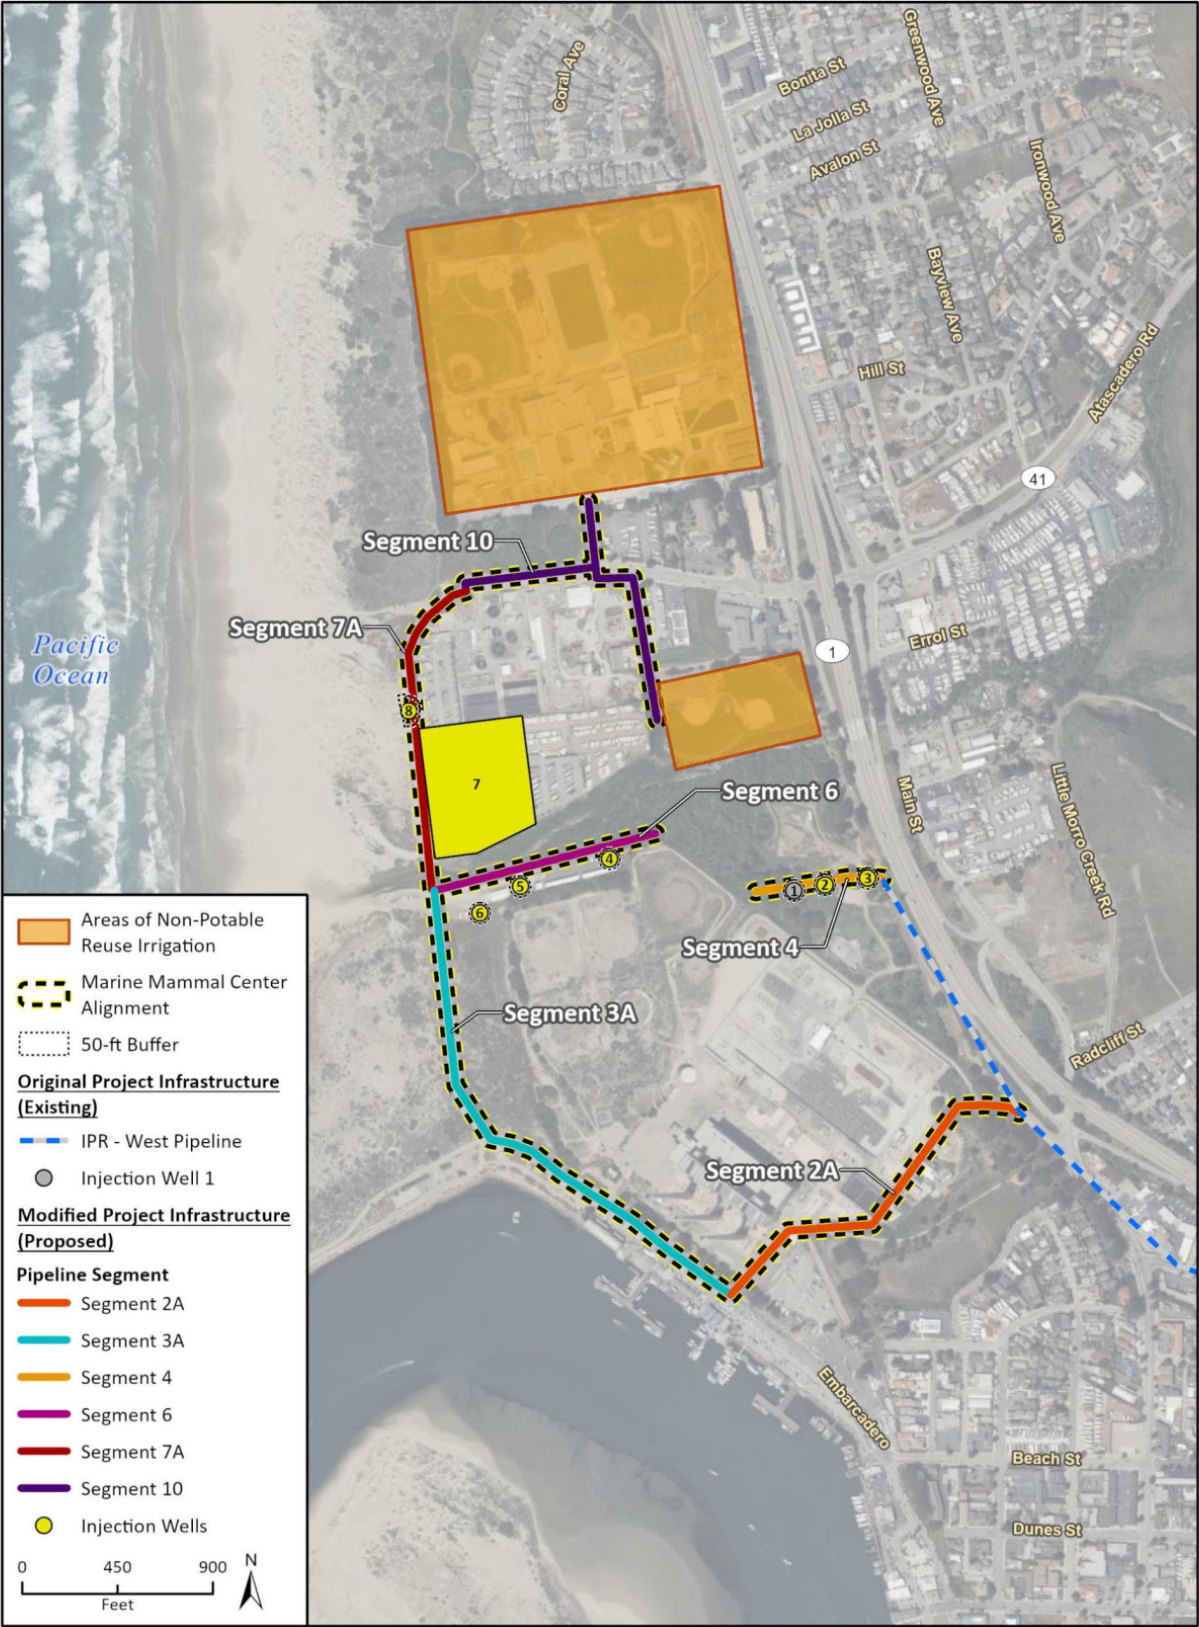 Coral Ave
Bonita St
Greenwood Ave
La Jolla St
Avalon St
Ironwood Ave
Bayview Ave
Hill St
Atascadero Rd
41
Segment 10
Segment 7A
Pacific
Ocean
Errol St
1
8
7
Segment 6
Main St
Little Morro Creek Rd
4
5
6
1
2
3
Segment 4
Segment 3A
Radcliff St
Segment 2A
Embarcadero
Beach St
Dunes St
Areas of Non-Potable
Reuse Irrigation
Marine Mammal Center
Alignment
50-ft Buffer
Original Project Infrastructure
(Existing)
IPR - West Pipeline
Injection Well 1
Modified Project Infrastructure
(Proposed)
Pipeline Segment
Segment 2A
Segment 3A
Segment 4
Segment 6
Segment 7A
Segment 10
Injection Wells
0 450 900
Feet
N